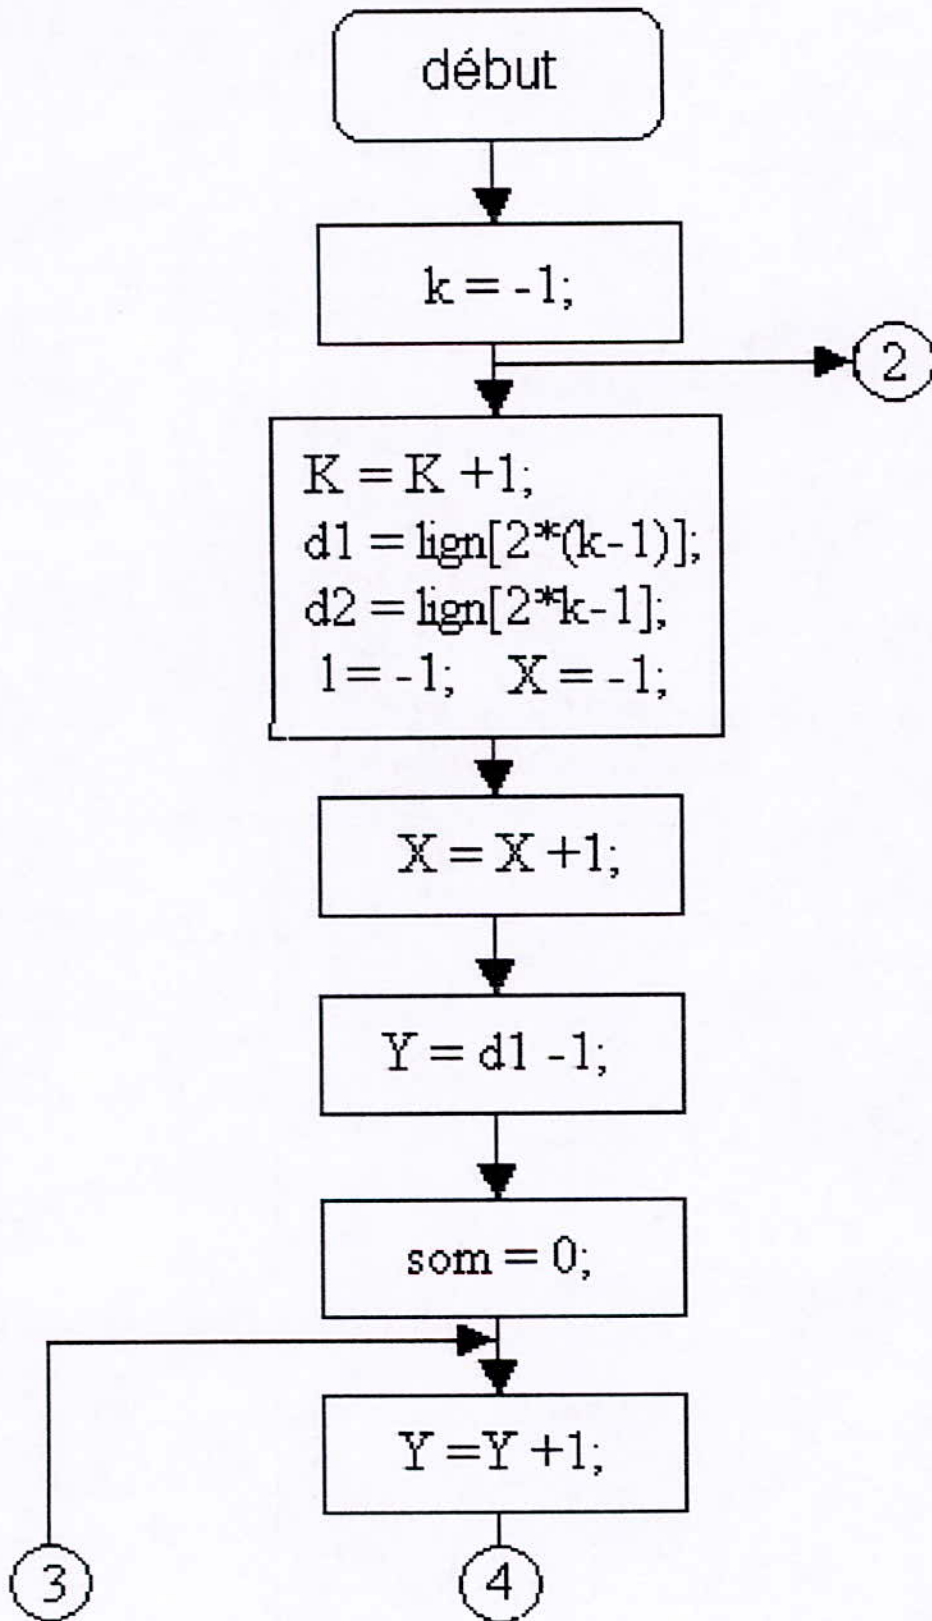 début
k = -1;
2
K = K +1;
d1 = lign[2*(k-1)];
d2 = lign[2*k-1];
1= -1; X = -1;
X = X +1;
Y = d1 -1;
som = 0;
Y =Y +1;
3
4